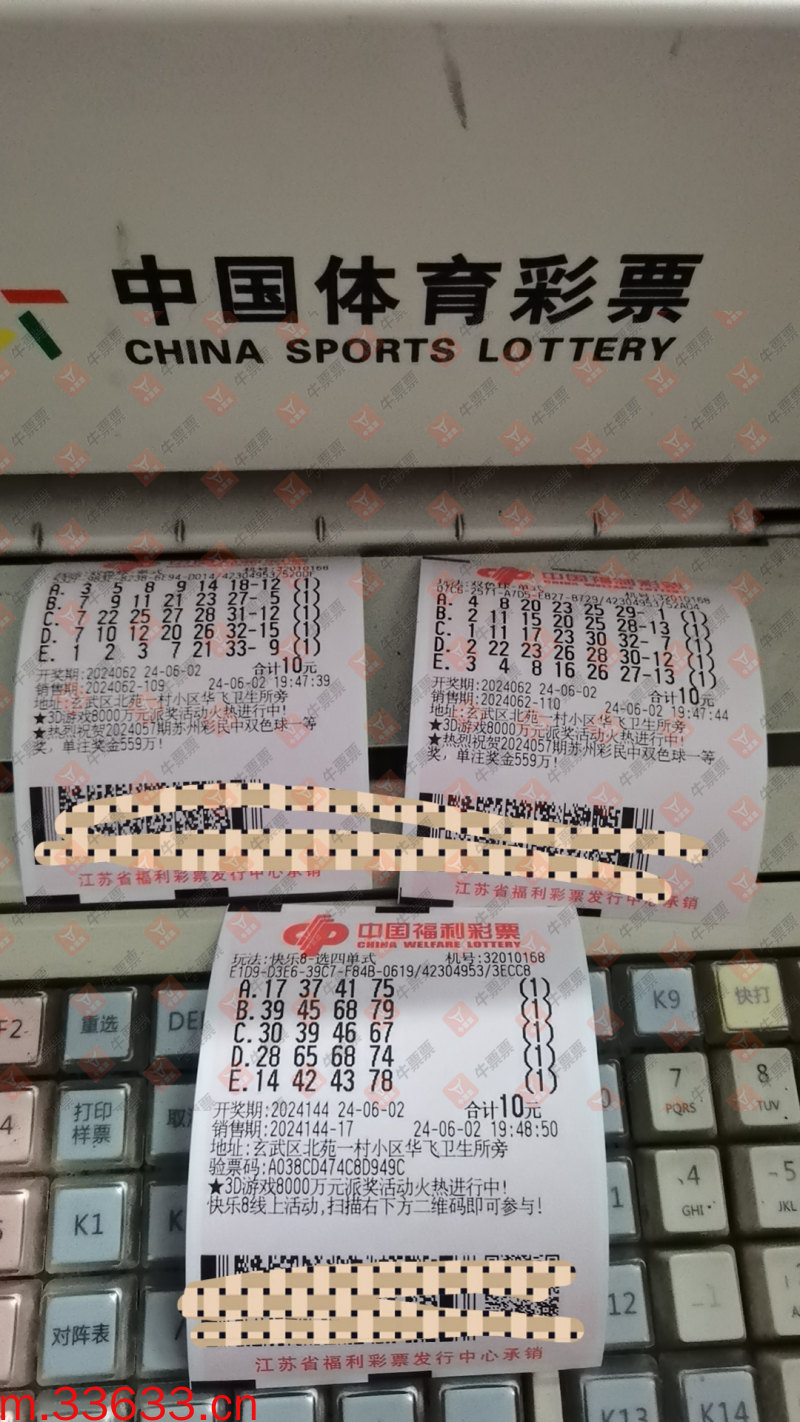 中国体育彩票
CHINA SPORTS LOTTERY
A. 3 5 8 9 14 18-12 (1)
B. 7 9 11 21 23 27- 5 (1)
C. 7 22 25 27 28 31-12 (1)
D. 7 10 12 20 26 32-15 (1)
E. 1 2 3 7 21 33- 9 (1)
开奖期:2024062 24-06-02 合计10元
销售期:2024062-109 24-06-02 19:47:39
地址:玄武区北苑一村小区华飞卫生所旁
★3D游戏8000万元派奖活动火热进行中!
★热烈祝贺2024057期苏州彩民中双色球一等
奖，单注奖金559万!
江苏省福利彩票发行中心承销
中国福利彩票
玩法:双色球-单式 机号:32010168
A. 4 8 20 23 25 29- 1 (1)
B. 2 11 15 20 25 28-13 (1)
C. 1 11 17 23 30 32- 7 (1)
D. 2 22 23 26 28 30-12 (1)
E. 3 4 8 16 26 27-13 (1)
开奖期:2024062 24-06-02 合计10元
销售期:2024062-110 24-06-02 19:47:44
地址:玄武区北苑一村小区华飞卫生所旁
★3D游戏8000万元派奖活动火热进行中!
★热烈祝贺2024057期苏州彩民中双色球一等
奖，单注奖金559万!
江苏省福利彩票发行中心承销
中国福利彩票
CHINA WELFARE LOTTERY
玩法:快乐8-选四单式 机号:32010168
E1D9-D3E6-39C7-F84B-0619/42304953/3ECC8
A.17 37 41 75 (1)
B.39 45 68 79 (1)
C.30 39 46 67 (1)
D.28 65 68 74 (1)
E.14 42 43 78 (1)
开奖期:2024144 24-06-02 合计10元
销售期:2024144-17 24-06-02 19:48:50
地址:玄武区北苑一村小区华飞卫生所旁
验票码:A038CD474C8D949C
★3D游戏8000万元派奖活动火热进行中!
快乐8线上活动,扫描右下方二维码即可参与!
江苏省福利彩票发行中心承销
F2 重选 DEL K9 快打
4 打印样票 取消 7 PQRS 8 TUV
K1 4 GHI 5 JKL
对阵表 12 1
K13 K14
牛票票
m.33633.cn